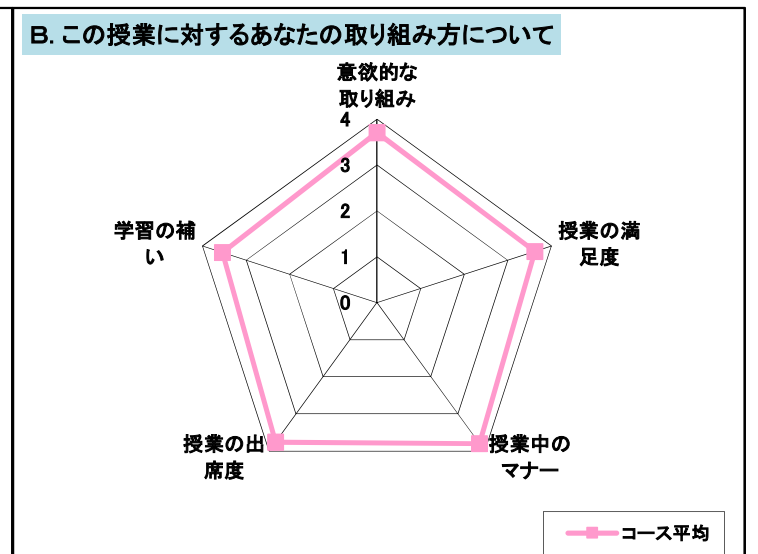 B. この授業に対するあなたの取り組み方について
意欲的な
取り組み
4
3
2
1
0
学習の補
い
授業の満
足度
授業の出
席度
授業中の
マナー
コース平均